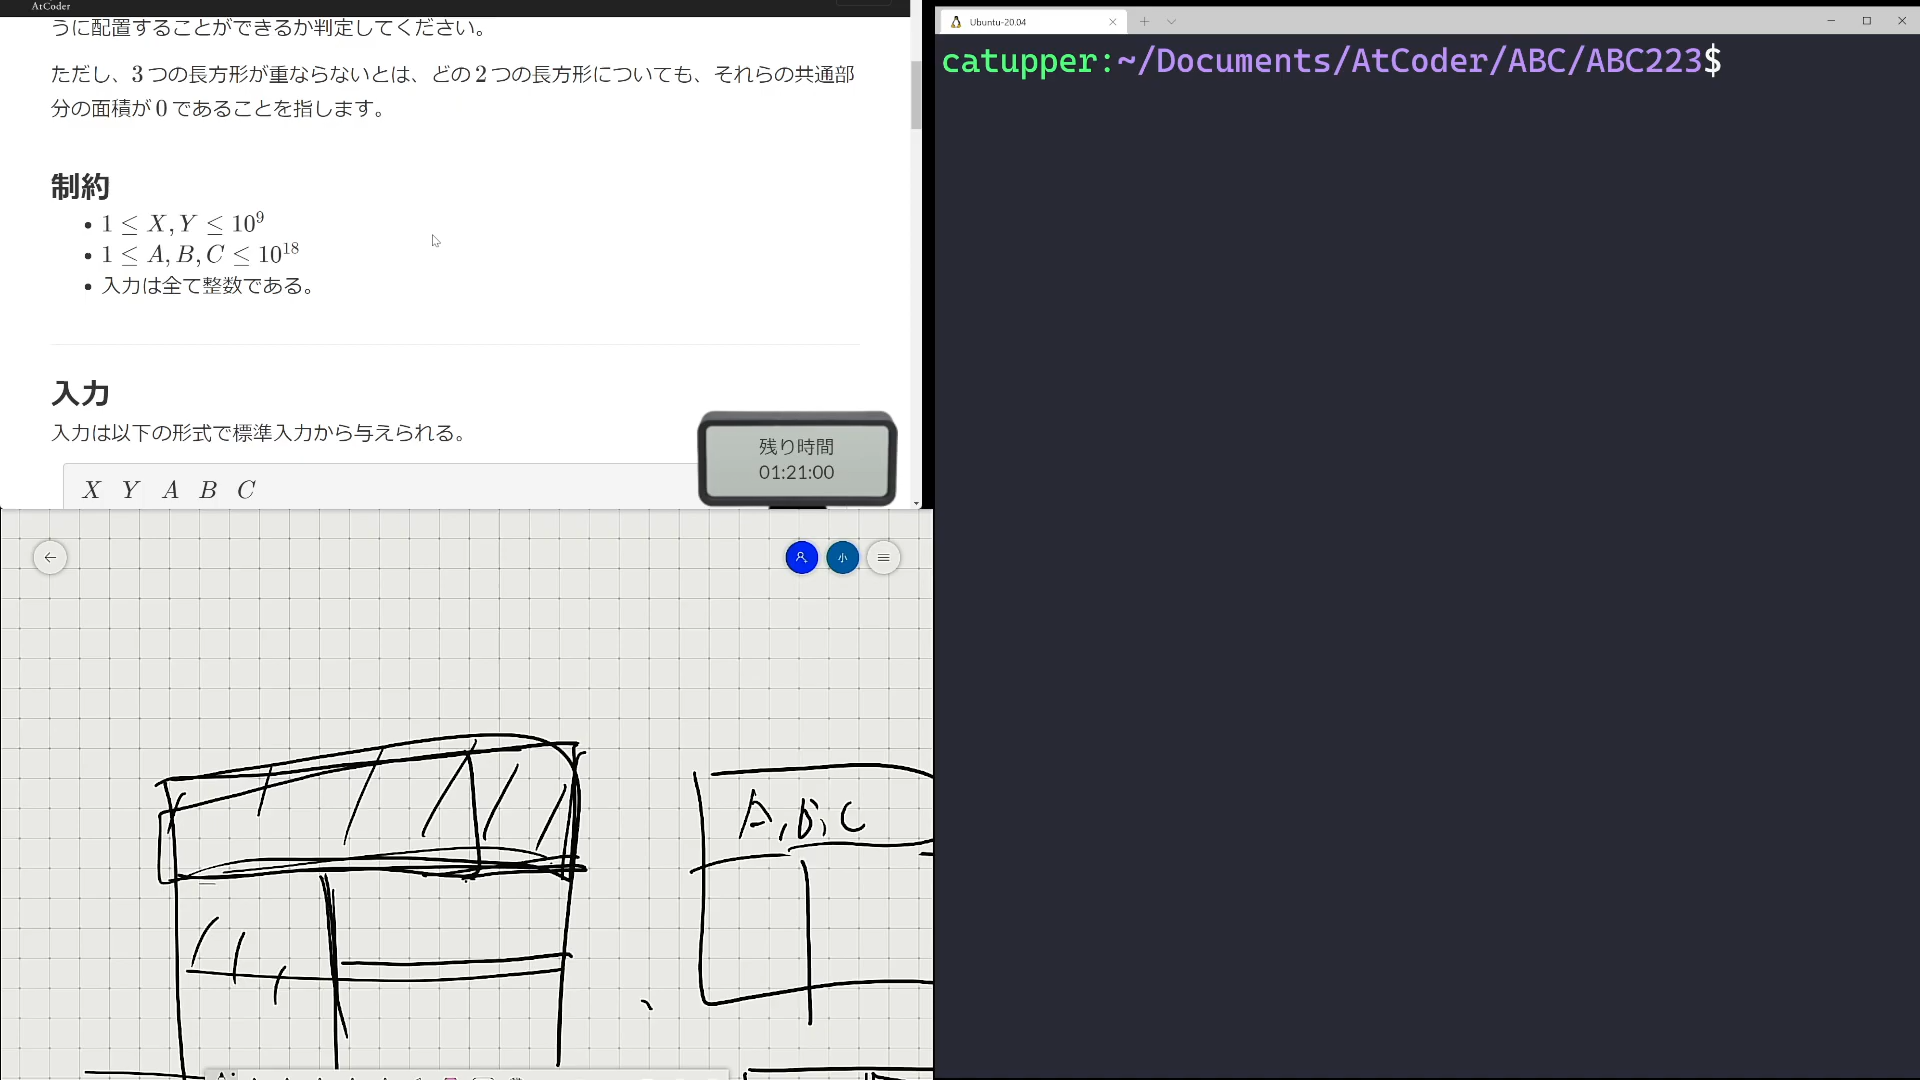 AtCoder
うに配置することができるか判定してください。
ただし、3 つの長方形が重ならないとは、どの 2 つの長方形についても、それらの共通部
分の面積が 0 であることを指します。
制約
• 1 ≤ X, Y ≤ 10^9
• 1 ≤ A, B, C ≤ 10^18
• 入力は全て整数である。
入力
入力は以下の形式で標準入力から与えられる。
X Y A B C
残り時間
01:21:00
小
A, B, C
Ubuntu-20.04
catupper:~/Documents/AtCoder/ABC/ABC223$